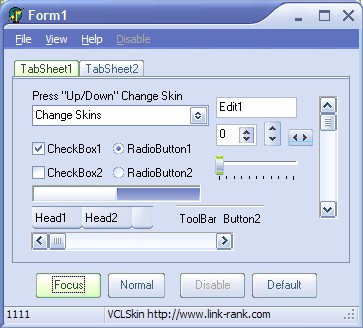 Form1
File View Help Disable
TabSheet1 TabSheet2
Press "Up/Down" Change Skin
Edit1
Change Skins
0
CheckBox1 RadioButton1
CheckBox2 RadioButton2
Head1 Head2
ToolBar Button2
Focus Normal Disable Default
1111 VCLSkin http://www.link-rank.com